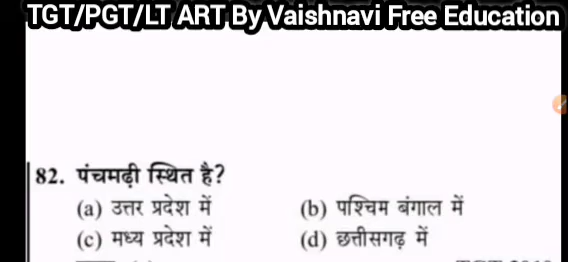 TGT/PGT/LT ART By Vaishnavi Free Education
82. पंचमढ़ी स्थित है?
(a) उत्तर प्रदेश में (b) पश्चिम बंगाल में
(c) मध्य प्रदेश में (d) छत्तीसगढ़ में